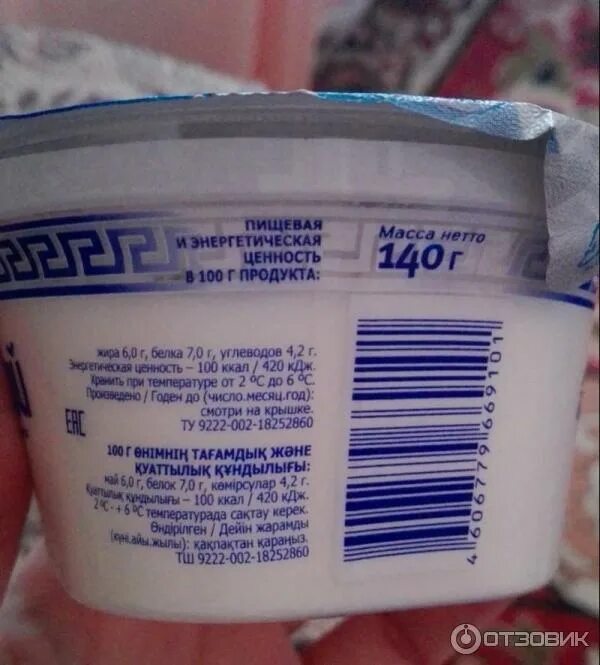 ПИЩЕВАЯ
И ЭНЕРГЕТИЧЕСКАЯ
ЦЕННОСТЬ
В 100 Г ПРОДУКТА:
Масса нетто
140 г
жира 6,0 г, белка 7,0 г, углеводов 4,2 г.
Энергетическая ценность – 100 ккал / 420 кДж.
Хранить при температуре от 2 °C до 6 °C.
Произведено / Годен до (число.месяц.год):
смотри на крышке.
ТУ 9222-002-18252860
EAC
100 Г ӨНІМНІҢ ТАҒАМДЫҚ ЖӘНЕ
ҚУАТТЫЛЫҚ ҚҰНДЫЛЫҒЫ:
май 6,0 г, белок 7,0 г, көмірсулар 4,2 г.
Қуаттылық құндылығы – 100 ккал / 420 кДж.
2 °C - + 6 °C температурада сақтау керек.
Өндірілген / Дейін жарамды
(күні.айы.жылы): қақпақтан қараңыз.
ТШ 9222-002-18252860
4 606779 669101
Й
ОТЗОВИК